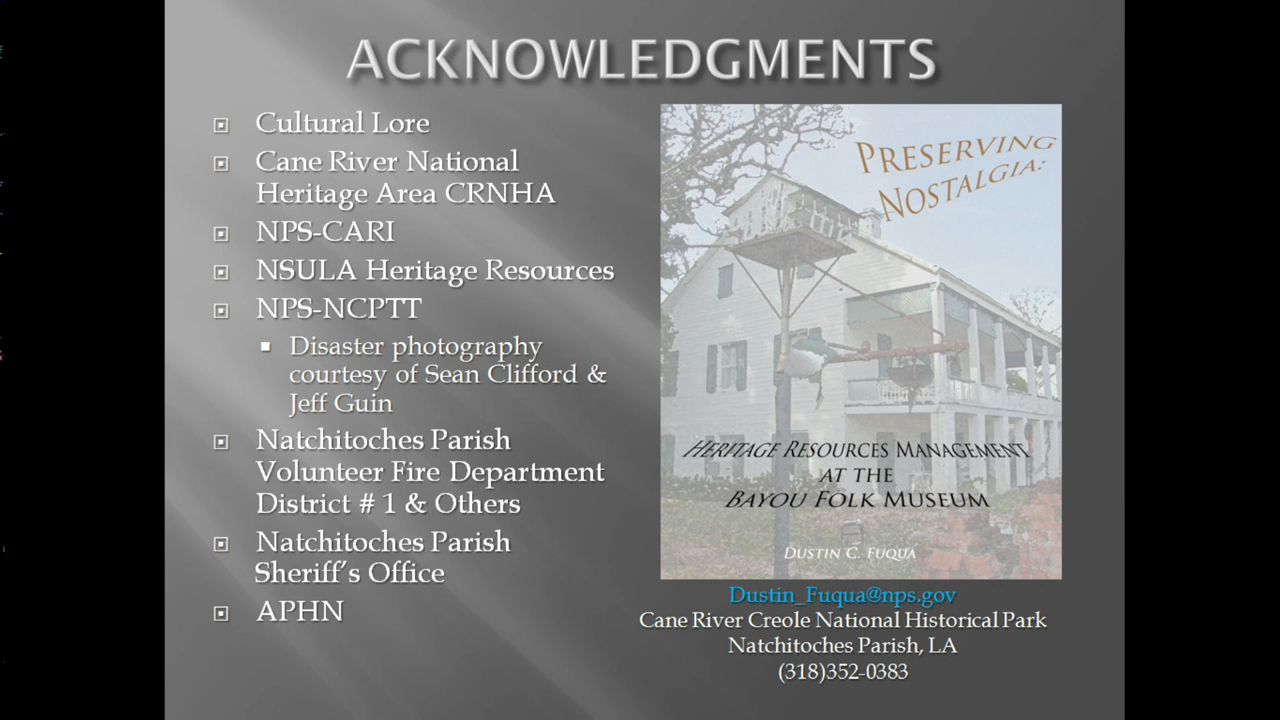 ACKNOWLEDGMENTS
Cultural Lore
Cane River National
Heritage Area CRNHA
NPS-CARI
NSULA Heritage Resources
NPS-NCPTT
Disaster photography
courtesy of Sean Clifford &
Jeff Guin
Natchitoches Parish
Volunteer Fire Department
District # 1 & Others
Natchitoches Parish
Sheriff's Office
APHN
PRESERVING
NOSTALGIA:
HERITAGE RESOURCES MANAGEMENT
AT THE
BAYOU FOLK MUSEUM
DUSTIN C. FUQUA
Dustin_Fuqua@nps.gov
Cane River Creole National Historical Park
Natchitoches Parish, LA
(318)352-0383